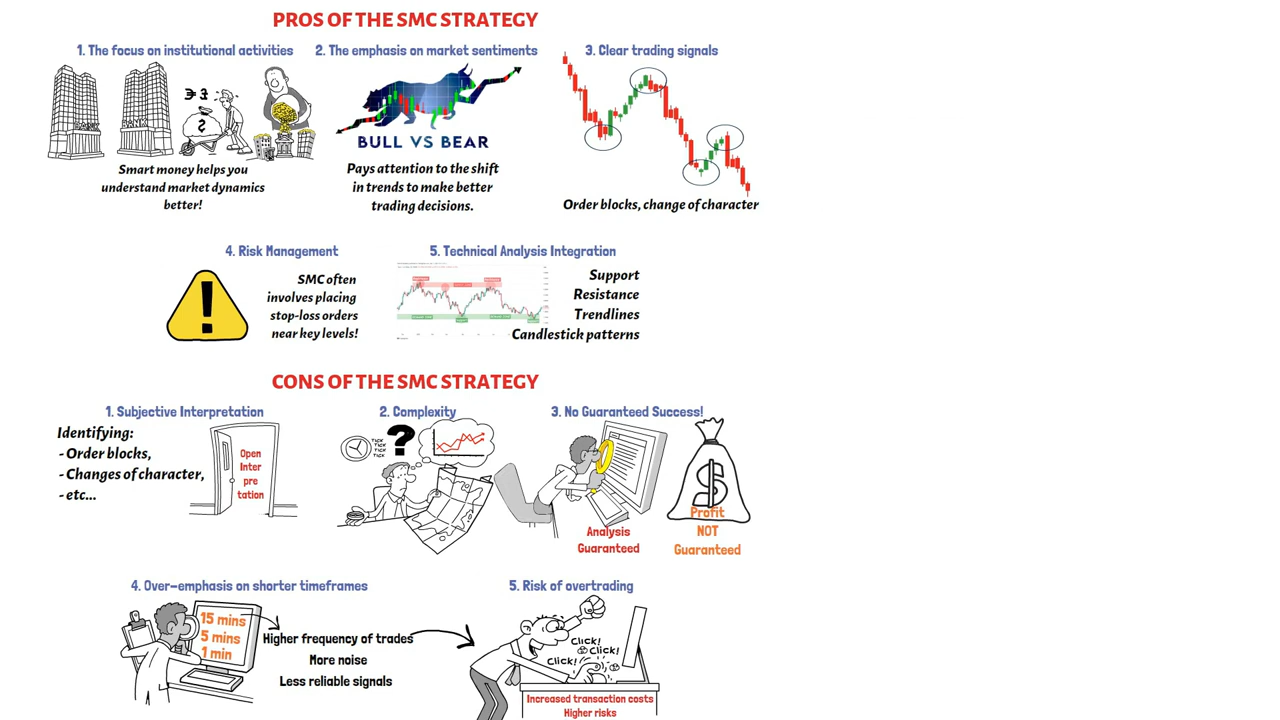 PROS OF THE SMC STRATEGY
1. The focus on institutional activities
2. The emphasis on market sentiments
3. Clear trading signals
BANK
BANK
BULL VS BEAR
Smart money helps you
understand market dynamics
better!
Pays attention to the shift
in trends to make better
trading decisions.
Order blocks, change of character
4. Risk Management
5. Technical Analysis Integration
SMC often
involves placing
stop-loss orders
near key levels!
Support
Resistance
Trendlines
Candlestick patterns
CONS OF THE SMC STRATEGY
1. Subjective Interpretation
2. Complexity
3. No Guaranteed Success!
Identifying:
- Order blocks,
- Changes of character,
- etc...
Open
Inter
pre
tation
TICK
TICK
TICK
TICK
?
Analysis
Guaranteed
$
Profit
NOT
Guaranteed
4. Over-emphasis on shorter timeframes
5. Risk of overtrading
15 mins
5 mins
1 min
Higher frequency of trades
More noise
Less reliable signals
Click!
Click!
Click!
Increased transaction costs
Higher risks